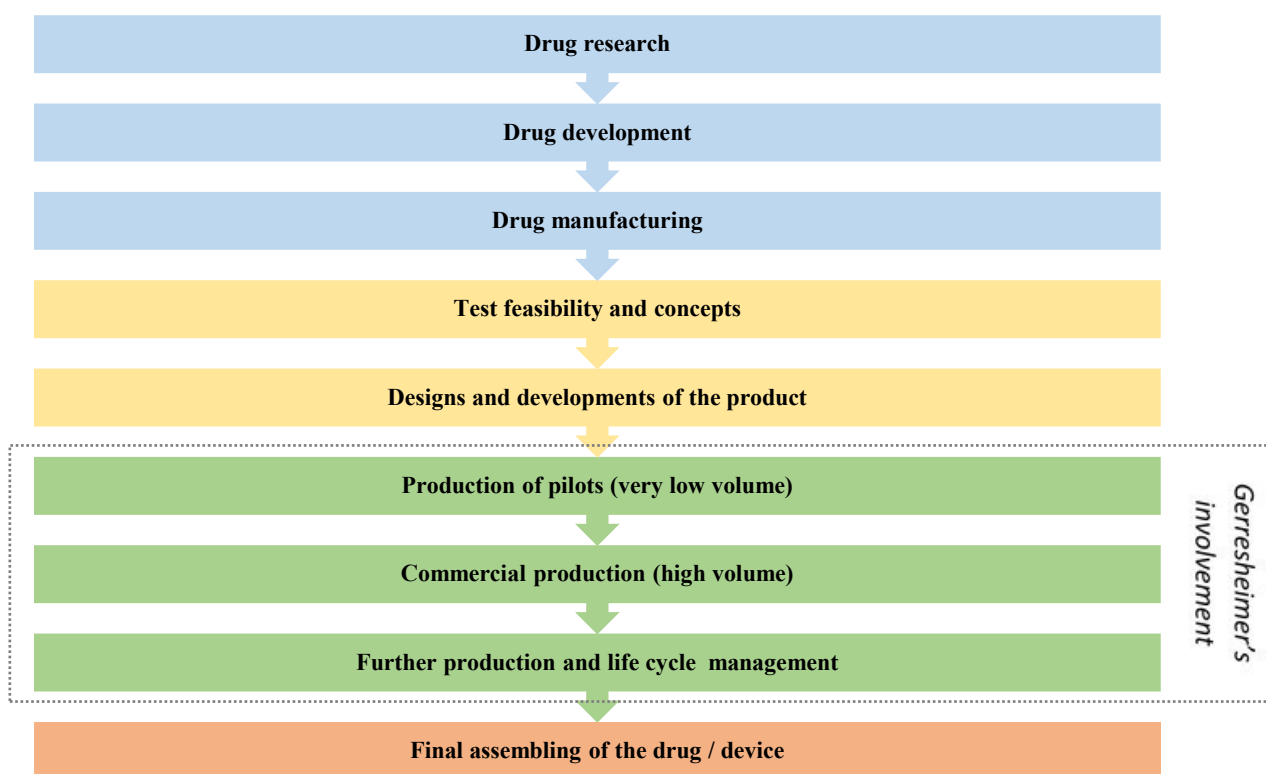 Drug research
Drug development
Drug manufacturing
Test feasibility and concepts
Designs and developments of the product
Production of pilots (very low volume)
Commercial production (high volume)
Further production and life cycle management
Gerresheimer's
involvement
Final assembling of the drug / device